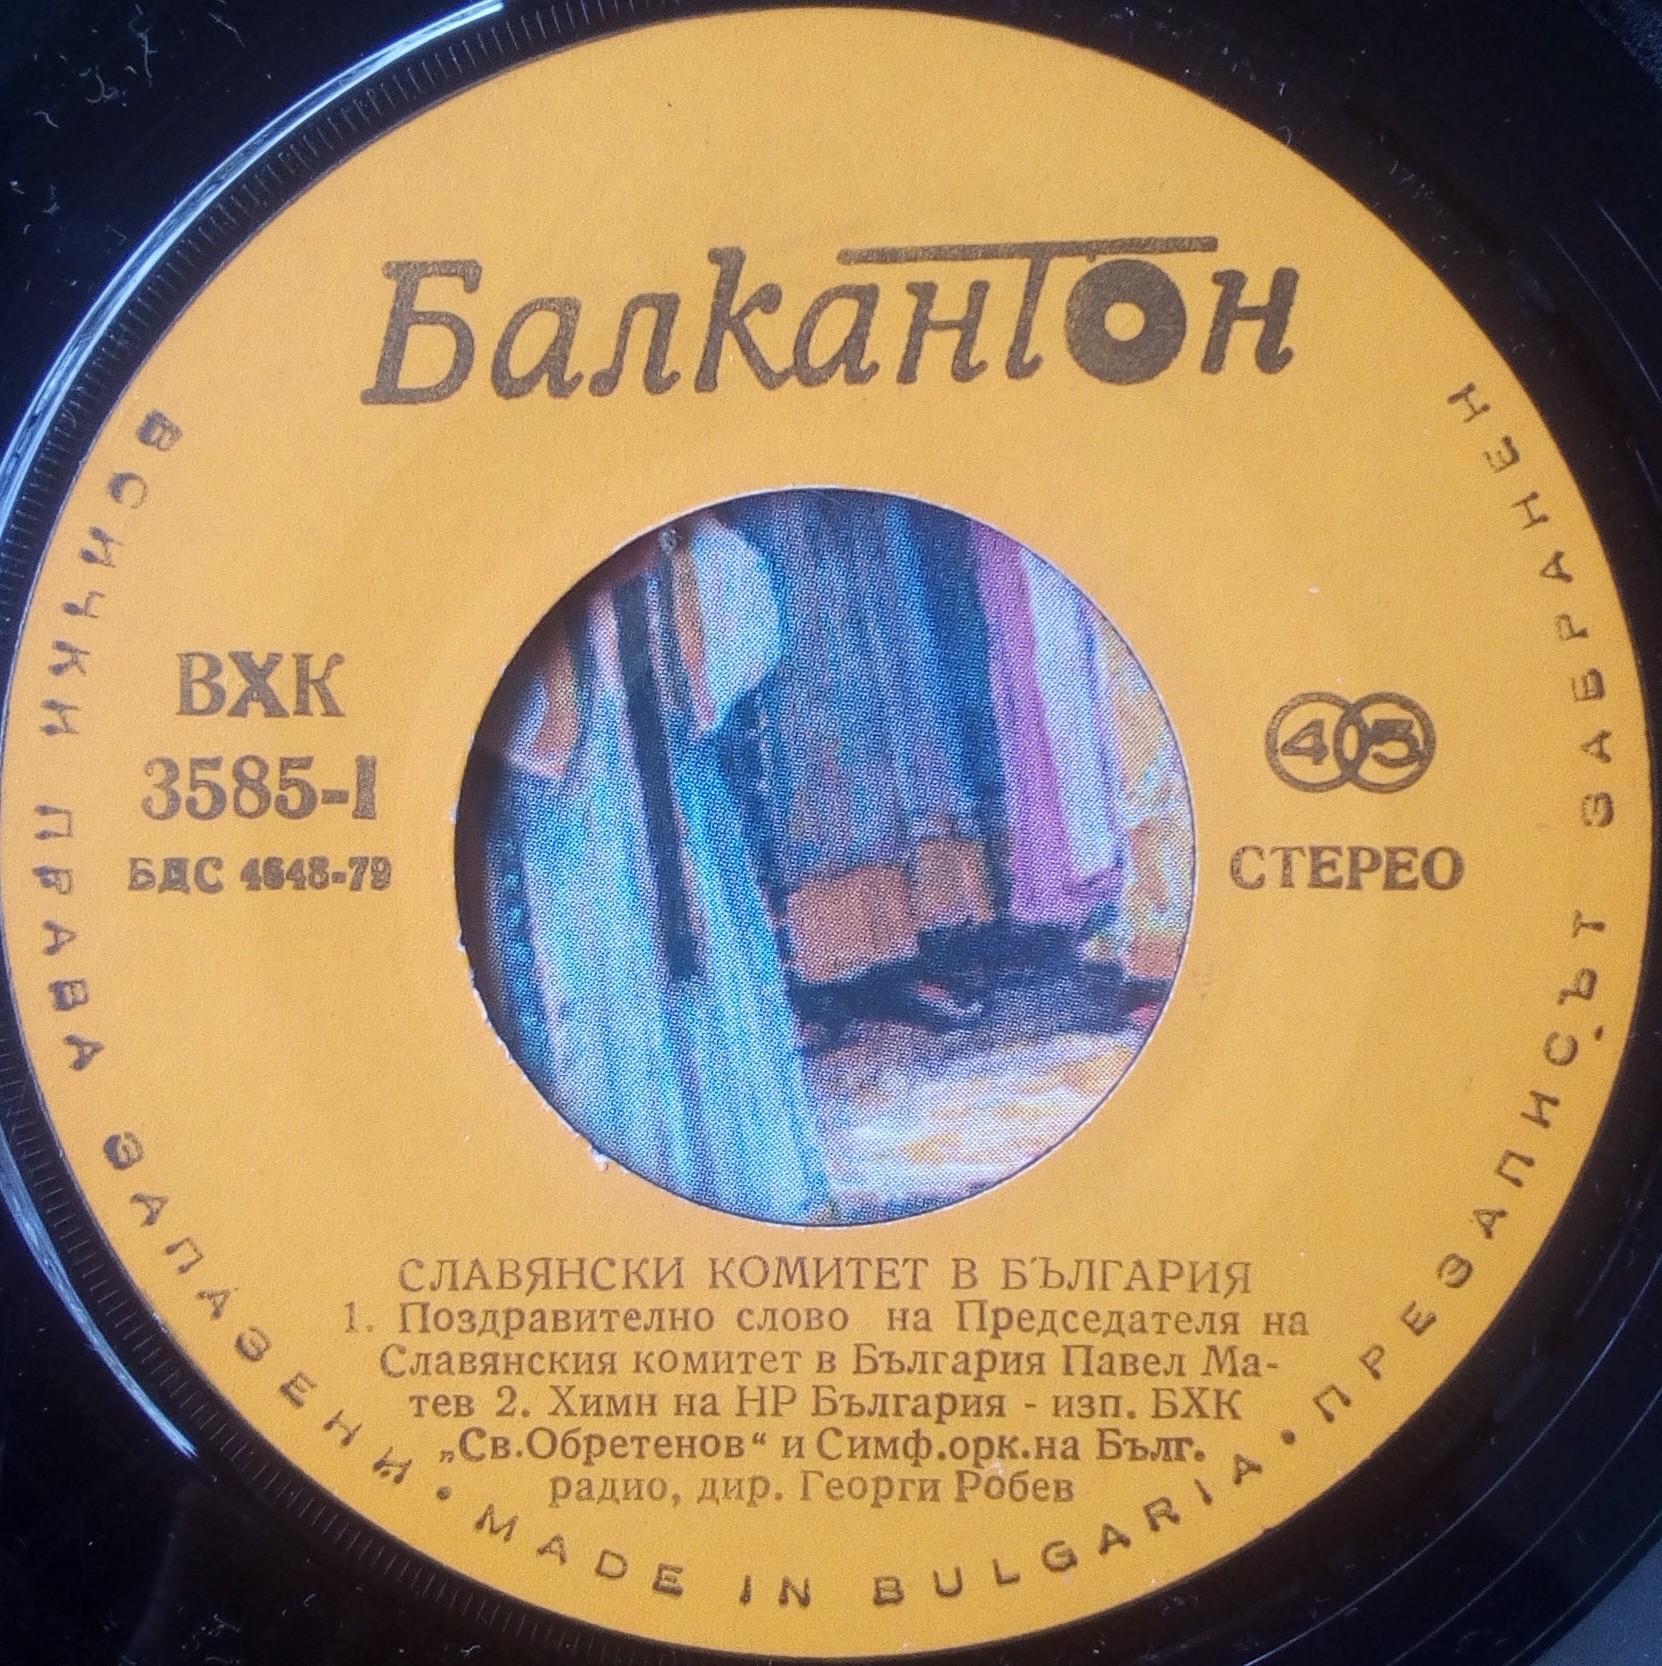 Балкантон
ВХК
3585-I
БДС 4648-79
45
СТЕРЕО
СЛАВЯНСКИ КОМИТЕТ В БЪЛГАРИЯ
1. Поздравително слово на Председателя на
Славянския комитет в България Павел Ма-
тев 2. Химн на НР България - изп. БХК
„Св.Обретенов“ и Симф.орк.на Бълг.
радио, дир. Георги Робев
ВСИЧКИ ПРАВА ЗАПАЗЕНИ • MADE IN BULGARIA • ПРЕЗАПИСЪТ ЗАБРАНЕН